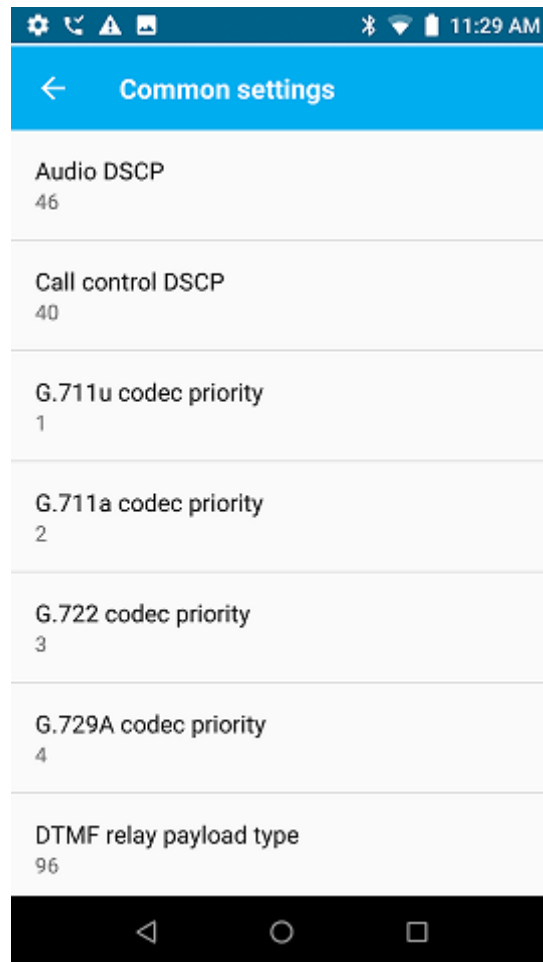 11:29 AM
Common settings
Audio DSCP
46
Call control DSCP
40
G.711u codec priority
1
G.711a codec priority
2
G.722 codec priority
3
G.729A codec priority
4
DTMF relay payload type
96